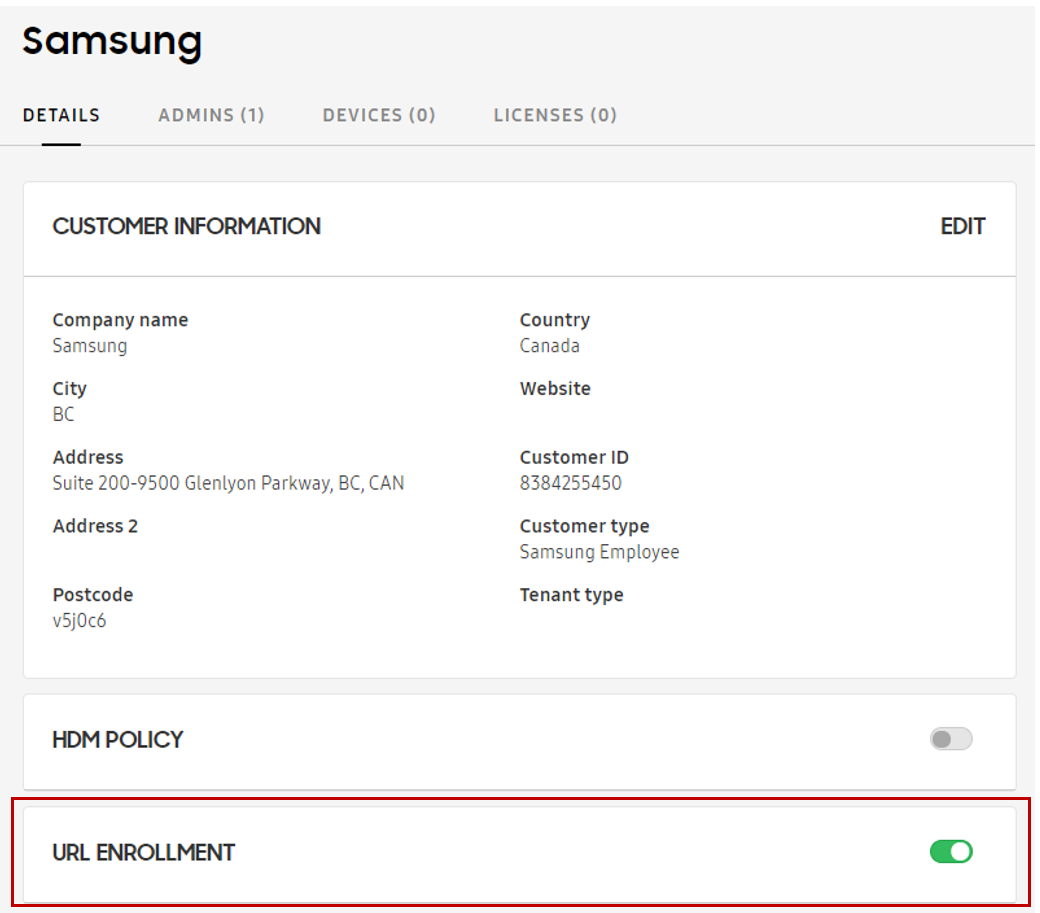 Samsung
DETAILS ADMINS (1) DEVICES (0) LICENSES (0)
CUSTOMER INFORMATION EDIT
Company name Country
Samsung Canada
City Website
BC
Address Customer ID
Suite 200-9500 Glenlyon Parkway, BC, CAN 8384255450
Address 2 Customer type
Samsung Employee
Postcode Tenant type
v5j0c6
HDM POLICY
URL ENROLLMENT